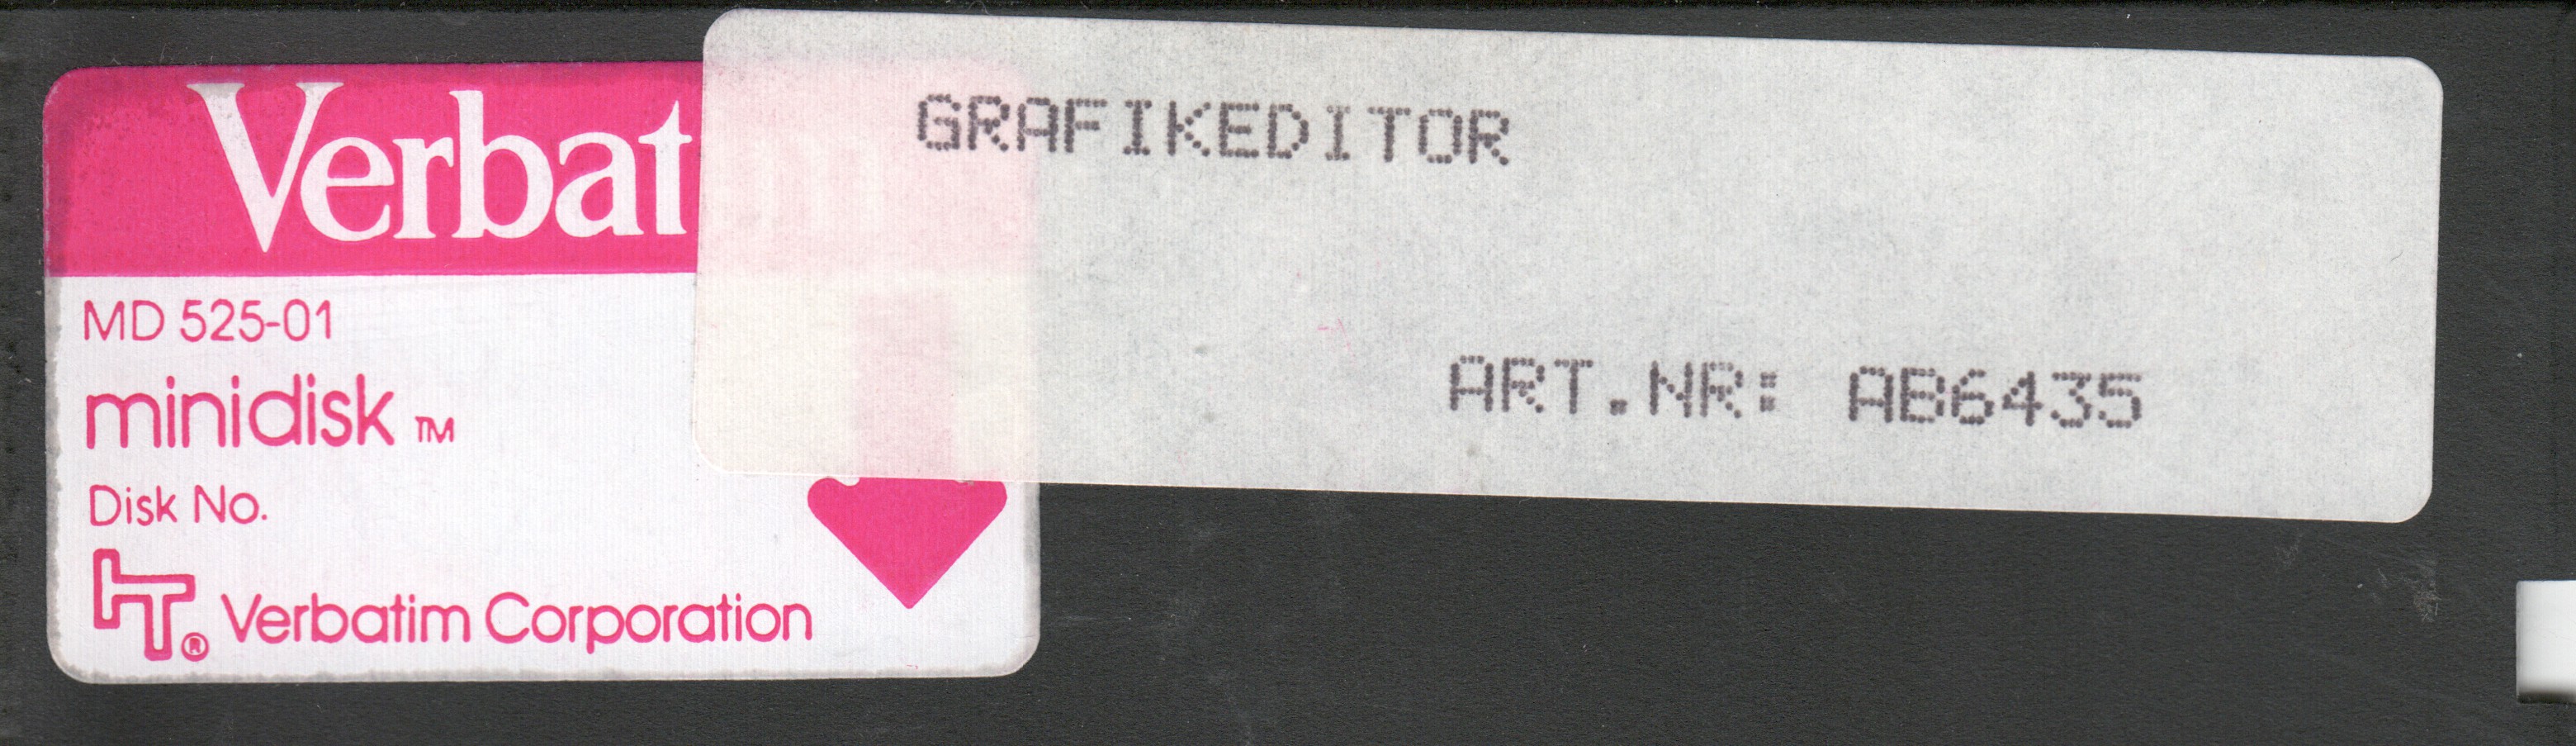 Verbat
MD 525-01
minidisk TM
Disk No.
Verbatim Corporation
GRAFIKEDITOR
ART.NR: AB6435